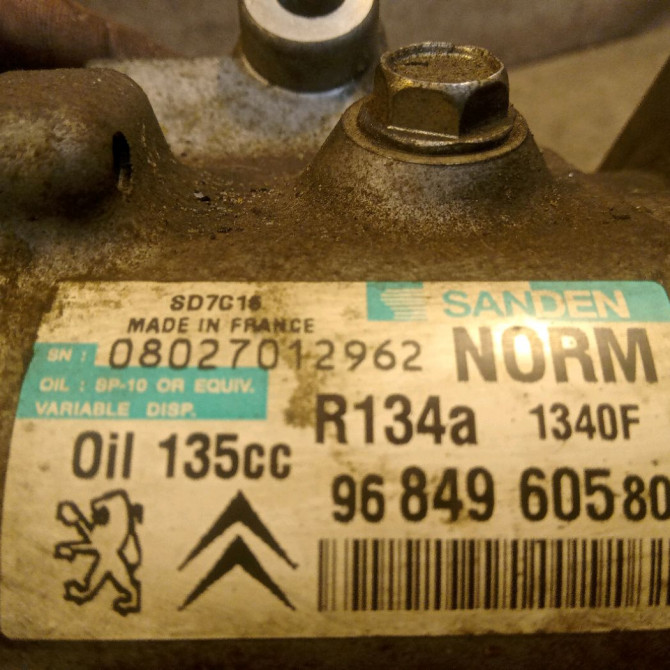 SD7C16
SANDEN
MADE IN FRANCE
SN : 08027012962
NORM
OIL : SP-10 OR EQUIV.
VARIABLE DISP.
R134a 1340F
Oil 135cc
96 849 605 80